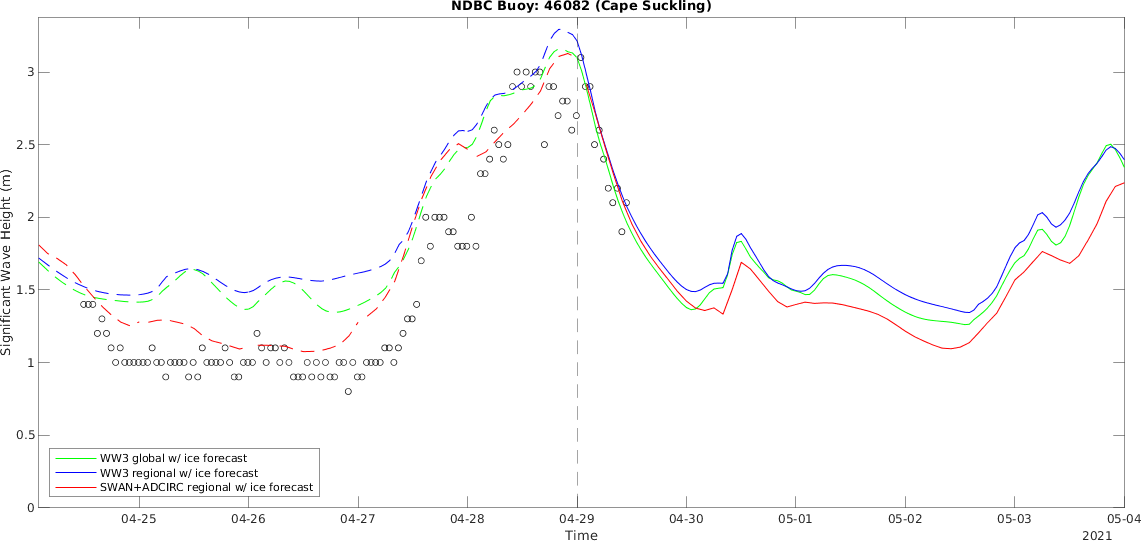 NDBC Buoy: 46082 (Cape Suckling)
Significant Wave Height (m)
3
2.5
2
1.5
1
0.5
0
WW3 global w/ ice forecast
WW3 regional w/ ice forecast
SWAN+ADCIRC regional w/ ice forecast
04-25 04-26 04-27 04-28 04-29 04-30 05-01 05-02 05-03 05-04
Time
2021